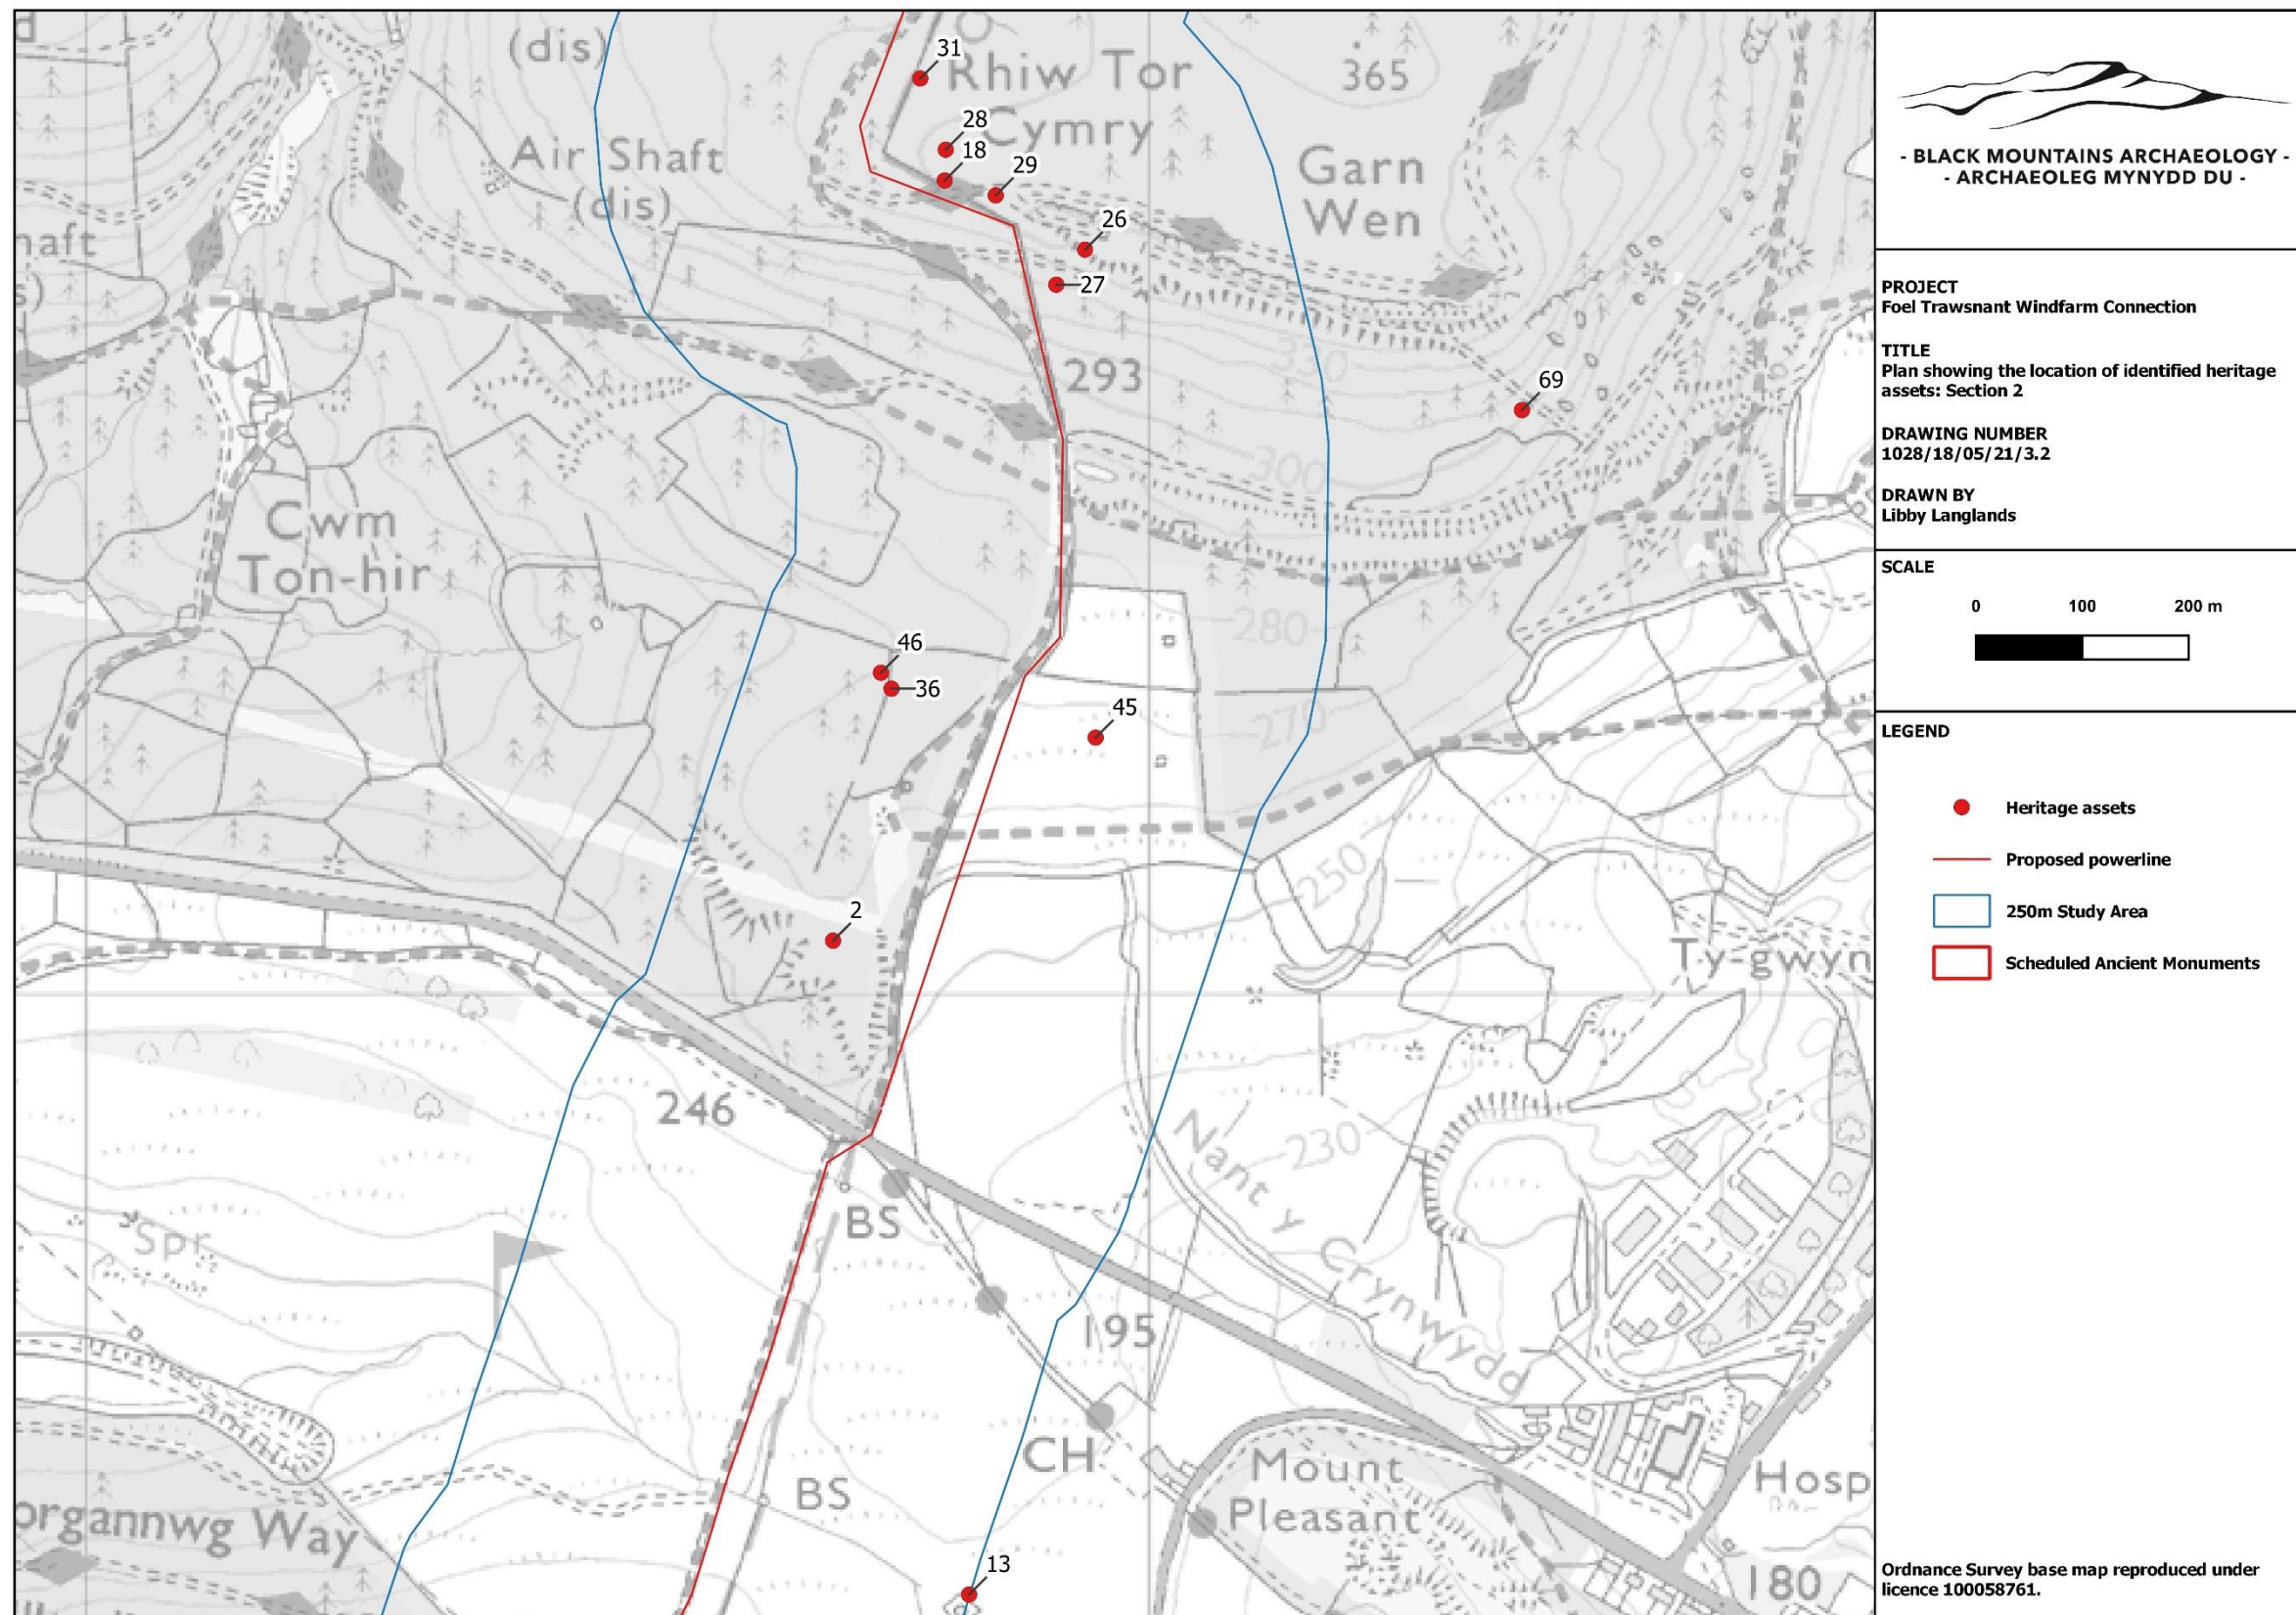 (dis)
31
Rhiw Tor
Cymry
365
28
18
29
Air Shaft
(dis)
Garn
Wen
26
27
293
69
300
Cwm
Ton-hir
280
46
36
45
270
250
2
Ty-gwyn
246
Nant y Crynwydd
230
BS
Spr
195
CH
BS
Mount
Pleasant
Hosp
organnwg Way
13
180
- BLACK MOUNTAINS ARCHAEOLOGY -
- ARCHAEOLEG MYNYDD DU -
PROJECT
Foel Trawsnant Windfarm Connection
TITLE
Plan showing the location of identified heritage
assets: Section 2
DRAWING NUMBER
1028/18/05/21/3.2
DRAWN BY
Libby Langlands
SCALE
0 100 200 m
LEGEND
Heritage assets
Proposed powerline
250m Study Area
Scheduled Ancient Monuments
Ordnance Survey base map reproduced under
licence 100058761.